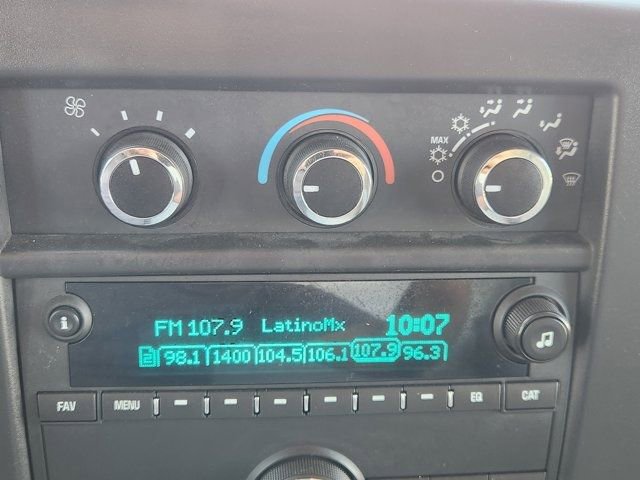 MAX
FM 107.9 LatinoMx 10:07
2 98.1 1400 104.5 106.1 107.9 96.3
i
FAV MENU EQ CAT